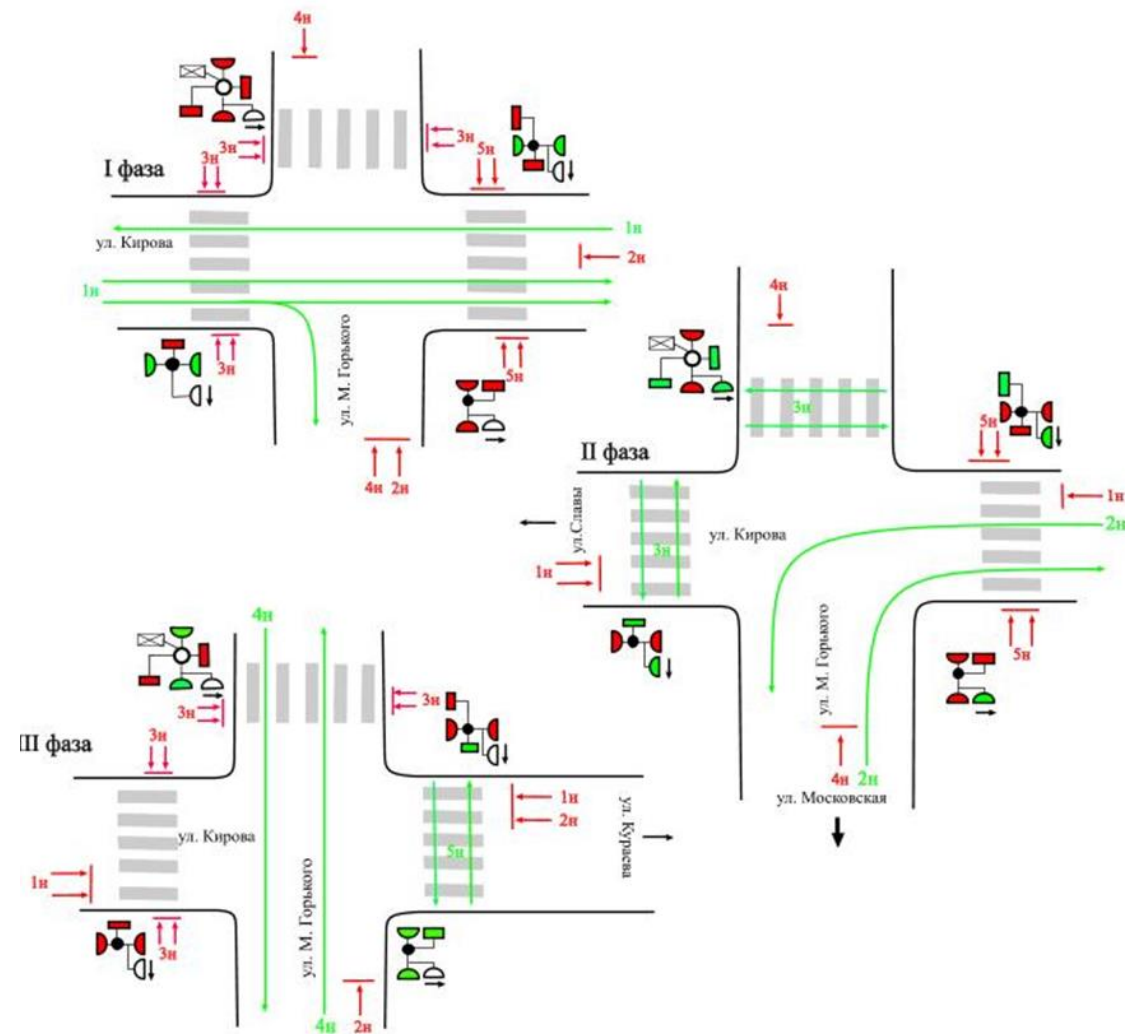 4н
3н
3н
3н
5н
I фаза
1н
ул. Кирова
2н
1н
ул. М. Горького
3н
5н
4н 2н
4н
3н
5н
II фаза
1н
2н
ул.Славы
ул. Кирова
3н
1н
ул. М. Горького
5н
4н
2н
ул. Московская
4н
3н
3н
3н
III фаза
1н
2н
ул. Кирова
ул. Кураева
5н
1н
ул. М. Горького
3н
2н
4н